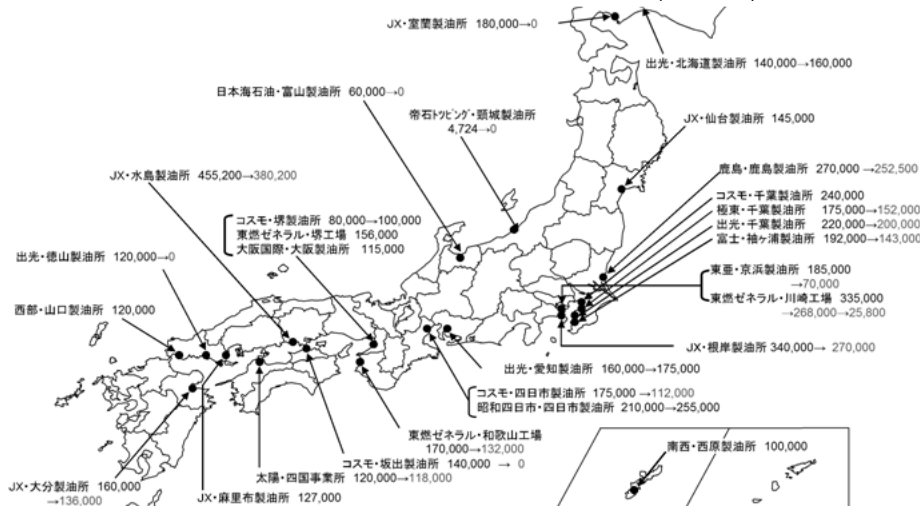 JX・室蘭製油所 180,000→0
出光・北海道製油所 140,000→160,000
日本海石油・富山製油所 60,000→0
帝石トッピング・頸城製油所
4,724→0
JX・仙台製油所 145,000
JX・水島製油所 455,200→380,200
鹿島・鹿島製油所 270,000→252,500
コスモ・千葉製油所 240,000
極東・千葉製油所 175,000→152,000
出光・千葉製油所 220,000→200,000
富士・袖ヶ浦製油所 192,000→143,000
コスモ・堺製油所 80,000→100,000
東燃ゼネラル・堺工場 156,000
大阪国際・大阪製油所 115,000
出光・徳山製油所 120,000→0
東亜・京浜製油所 185,000
→70,000
東燃ゼネラル・川崎工場 335,000
→268,000→25,800
西部・山口製油所 120,000
JX・根岸製油所 340,000→ 270,000
出光・愛知製油所 160,000→175,000
コスモ・四日市製油所 175,000→112,000
昭和四日市・四日市製油所 210,000→255,000
東燃ゼネラル・和歌山工場
170,000→132,000
コスモ・坂出製油所 140,000 → 0
南西・西原製油所 100,000
太陽・四国事業所 120,000→118,000
JX・大分製油所 160,000
→136,000
JX・麻里布製油所 127,000